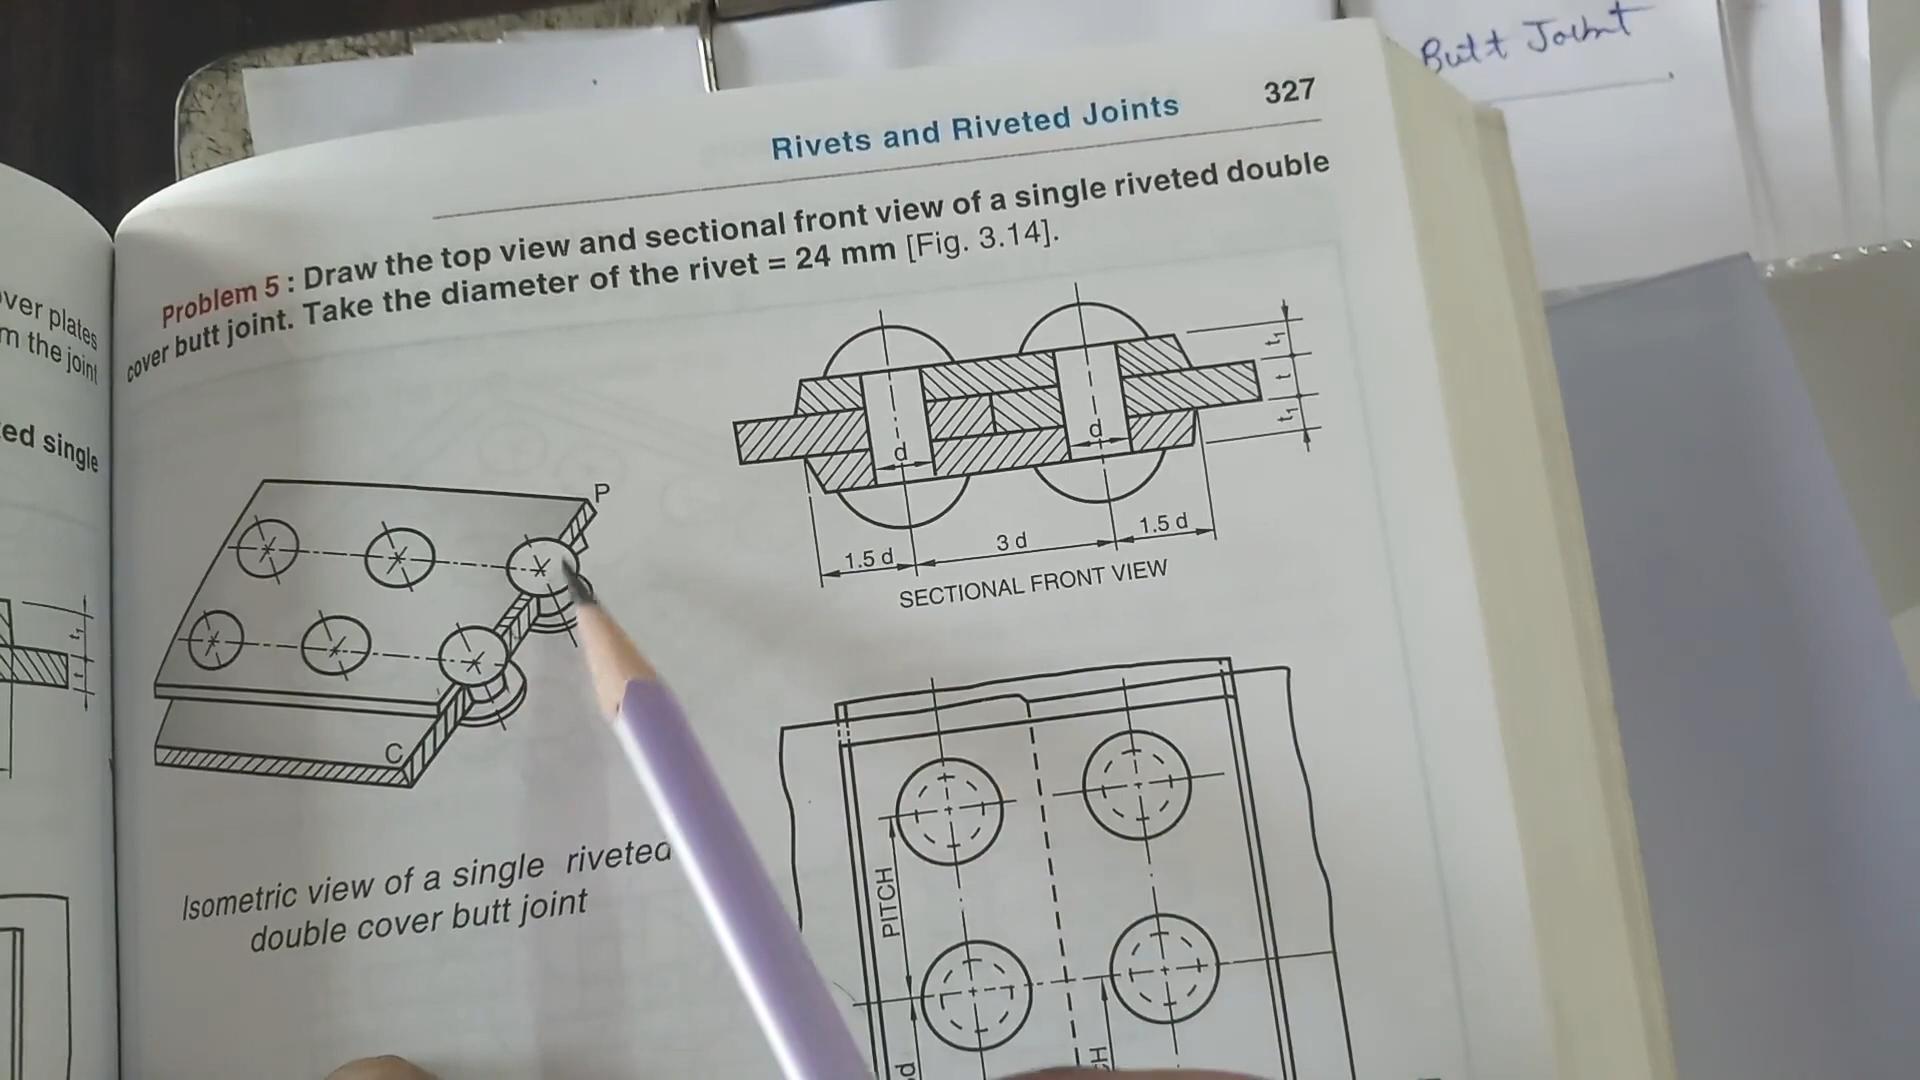 Butt Joint
Rivets and Riveted Joints 327
Problem 5 : Draw the top view and sectional front view of a single riveted double
cover butt joint. Take the diameter of the rivet = 24 mm [Fig. 3.14].
ver plates
m the joint
ed single
t₁
t
t₁
d
d
1.5 d
3 d
1.5 d
SECTIONAL FRONT VIEW
P
C
Isometric view of a single riveted
double cover butt joint
PITCH
d
CH